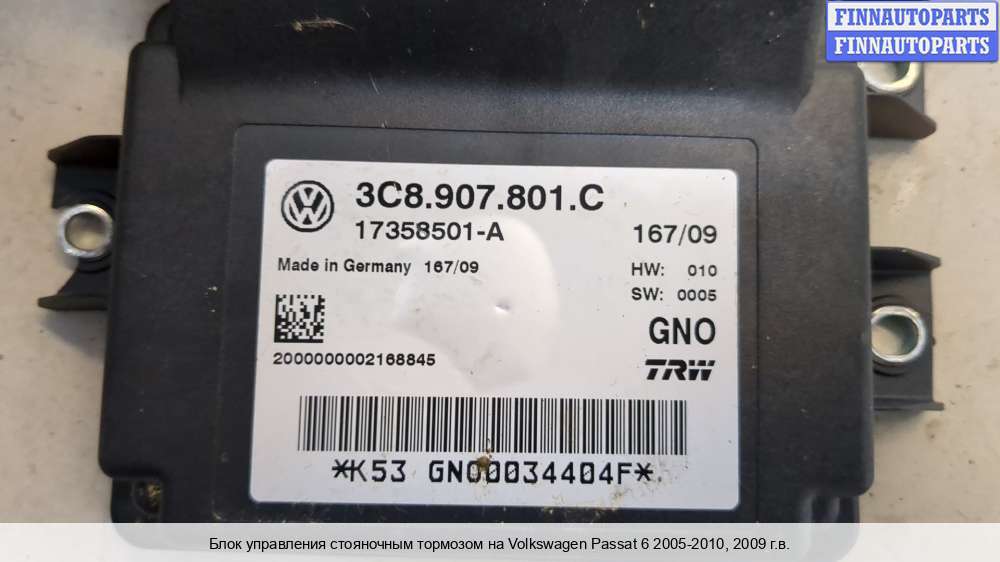 FINNAUTOPARTS
FINNAUTOPARTS
3C8.907.801.C
17358501-A 167/09
Made in Germany 167/09
HW: 010
SW: 0005
GNO
2000000002168845
TRW
*K53 GNO00034404F*
Блок управления стояночным тормозом на Volkswagen Passat 6 2005-2010, 2009 г.в.